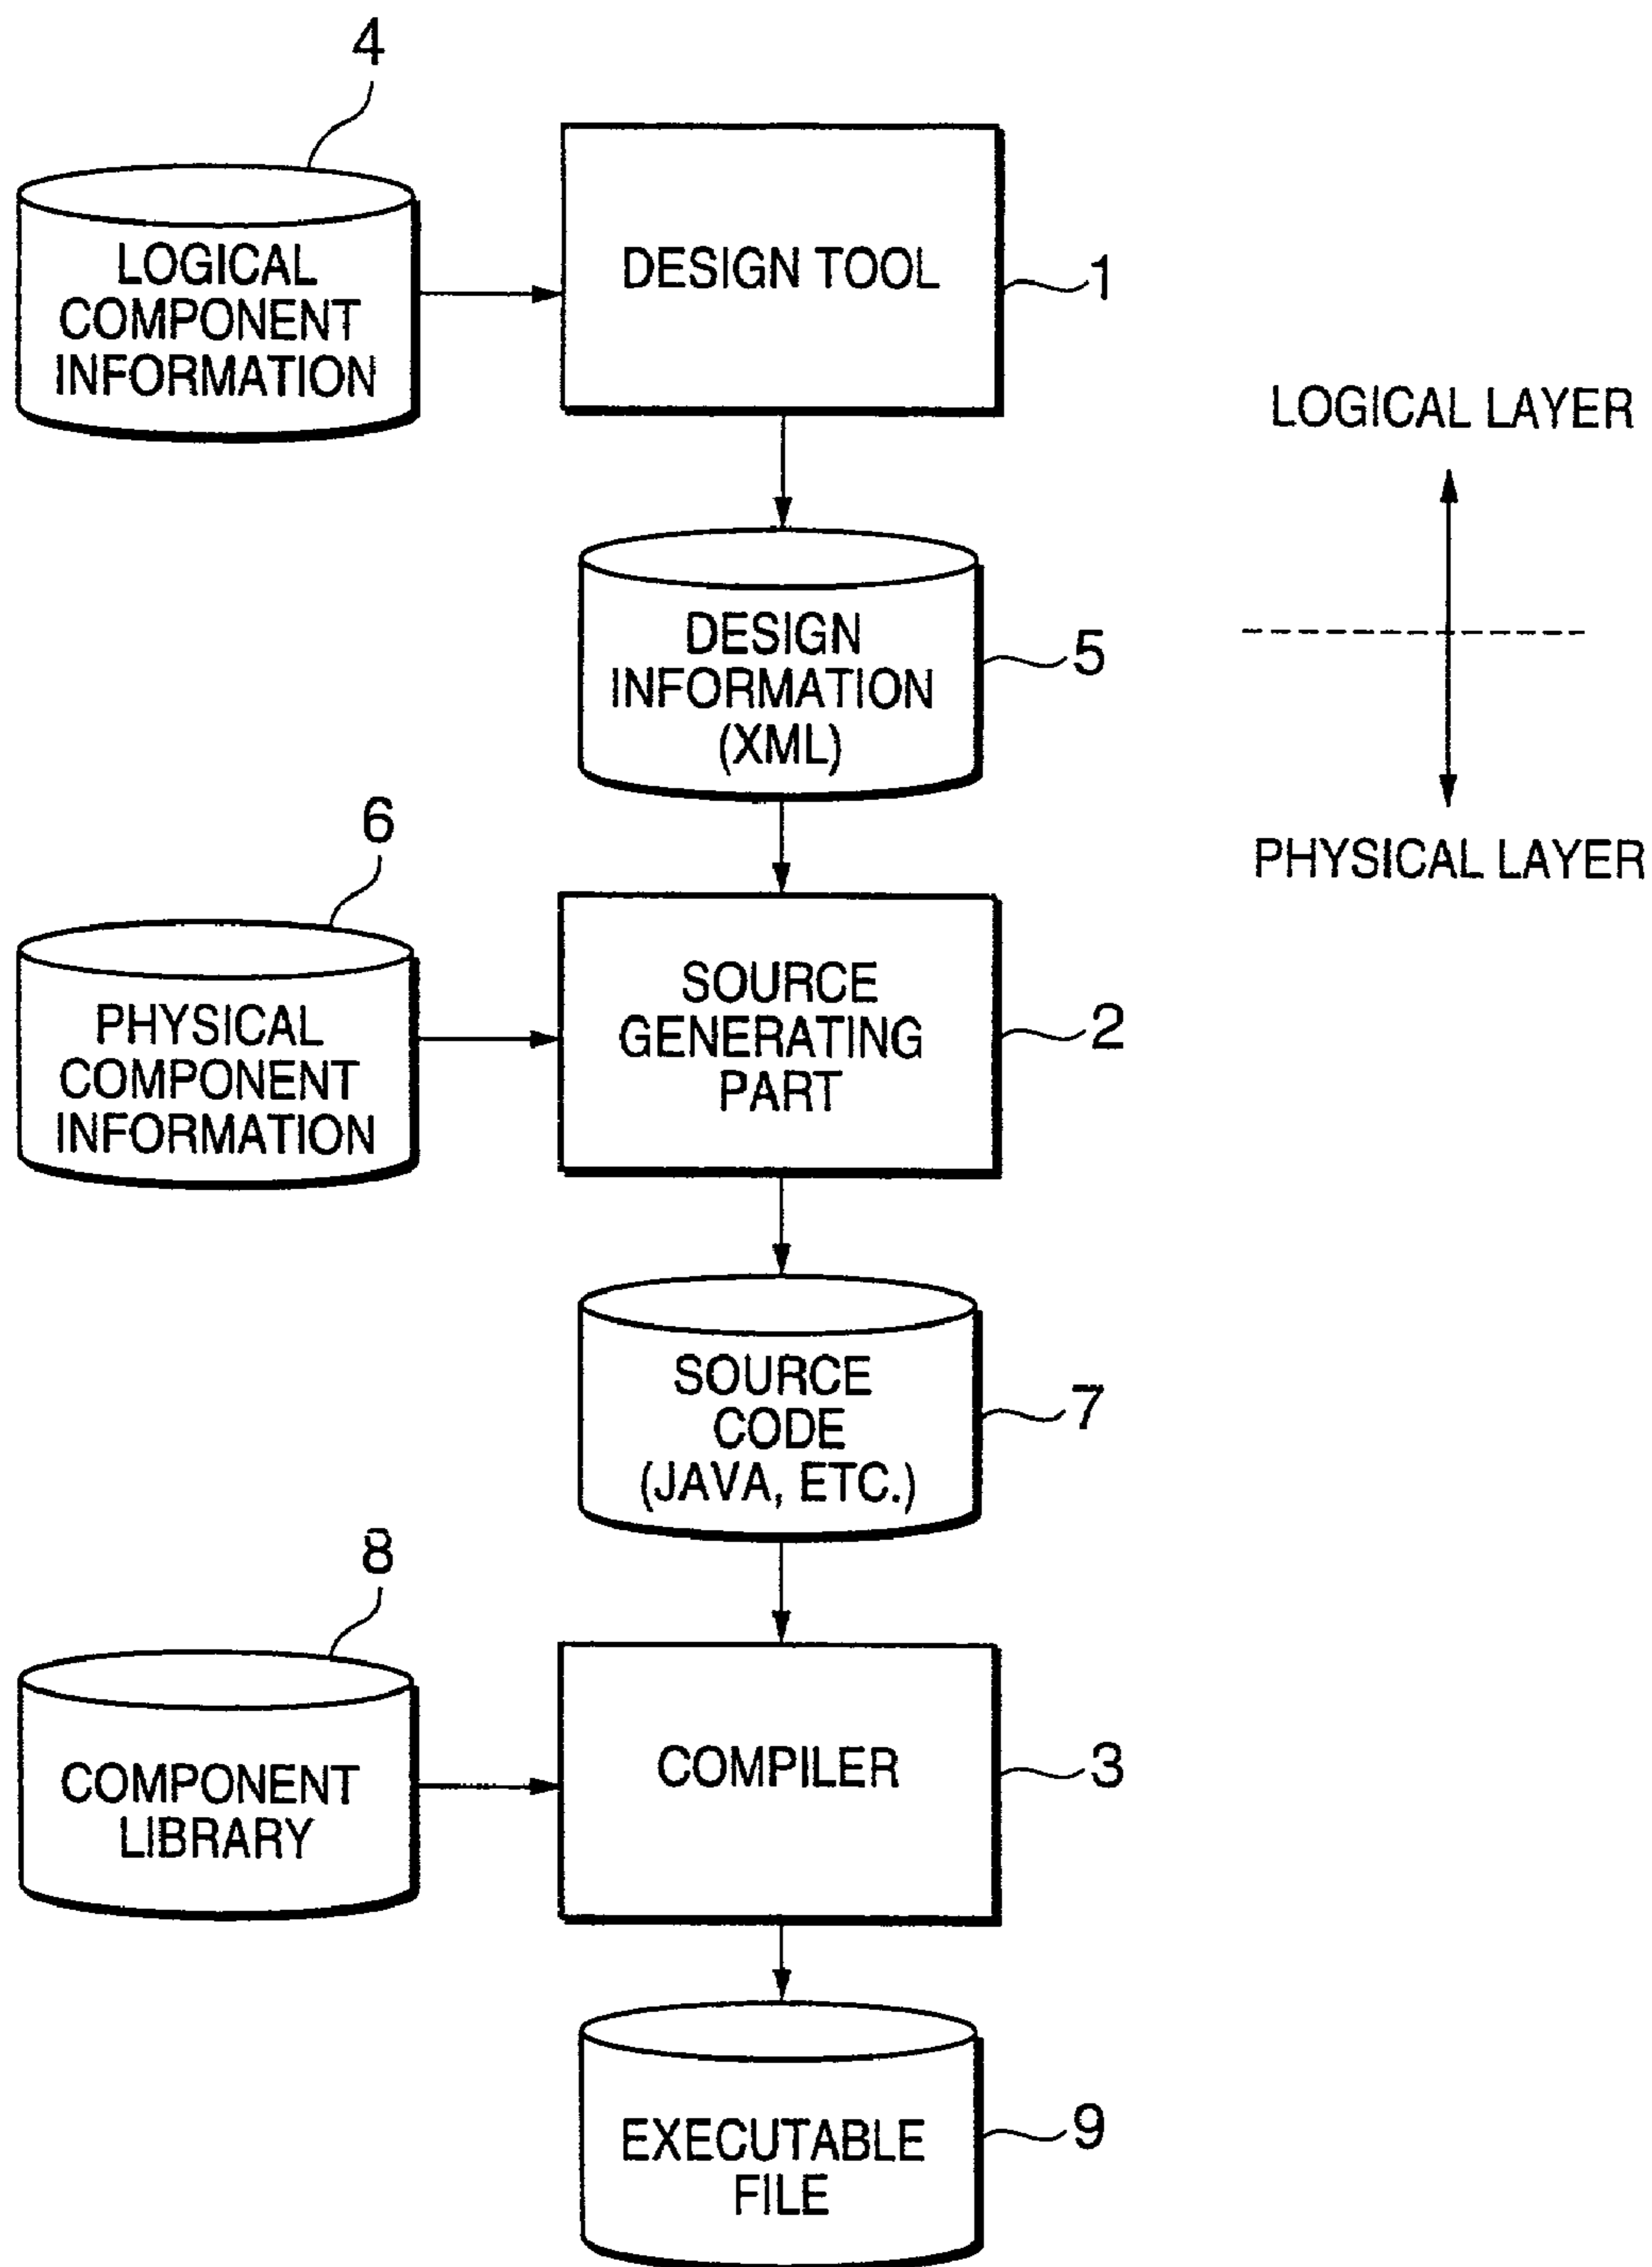 4
LOGICAL
COMPONENT
INFORMATION
DESIGN TOOL
1
LOGICAL LAYER
DESIGN
INFORMATION
(XML)
5
PHYSICAL LAYER
6
PHYSICAL
COMPONENT
INFORMATION
SOURCE
GENERATING
PART
2
SOURCE
CODE
(JAVA, ETC.)
7
8
COMPONENT
LIBRARY
COMPILER
3
EXECUTABLE
FILE
9